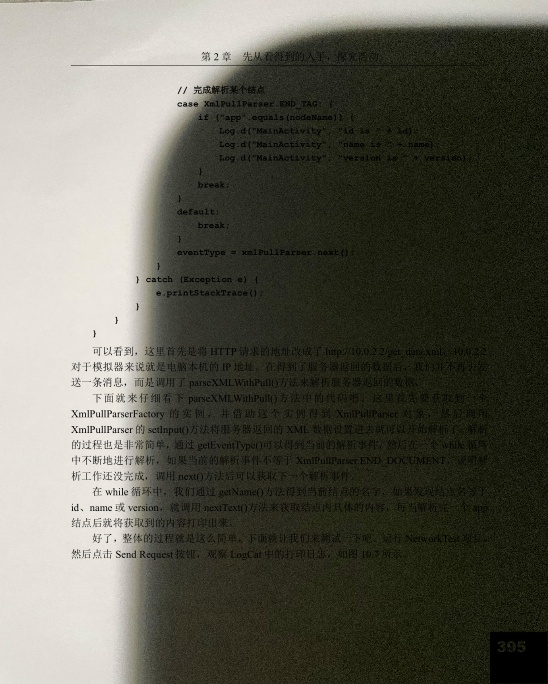 第 2 章 先从看得到的入手，探究活动
// 完成解析某个结点
case XmlPullParser.END_TAG: {
if ("app".equals(nodeName)) {
Log.d("MainActivity", "id is " + id);
Log.d("MainActivity", "name is " + name);
Log.d("MainActivity", "version is " + version);
}
break;
}
default:
break;
}
eventType = xmlPullParser.next();
}
} catch (Exception e) {
e.printStackTrace();
}
}
}
可以看到，这里首先是将 HTTP 请求的地址改成了 http://10.0.2.2/get_data.xml，10.0.2.2
对于模拟器来说就是电脑本机的 IP 地址。在得到了服务器返回的数据后，我们并不再去发
送一条消息，而是调用了 parseXMLWithPull()方法来解析服务器返回的数据。
下面就来仔细看下 parseXMLWithPull()方法中的代码吧。这里首先要获取到一个
XmlPullParserFactory 的实例，并借助这个实例得到 XmlPullParser 对象，然后调用
XmlPullParser 的 setInput()方法将服务器返回的 XML 数据设置进去就可以开始解析了。解析
的过程也是非常简单，通过 getEventType()可以得到当前的解析事件，然后在一个 while 循环
中不断地进行解析，如果当前的解析事件不等于 XmlPullParser.END_DOCUMENT，说明解
析工作还没完成，调用 next()方法后可以获取下一个解析事件。
在 while 循环中，我们通过 getName()方法得到当前结点的名字，如果发现结点名等于
id、name 或 version，就调用 nextText()方法来获取结点内具体的内容，每当解析完一个 app
结点后就将获取到的内容打印出来。
好了，整体的过程就是这么简单，下面就让我们来测试一下吧。运行 NetworkTest 项目，
然后点击 Send Request 按钮，观察 LogCat 中的打印日志，如图 10.7 所示。
395